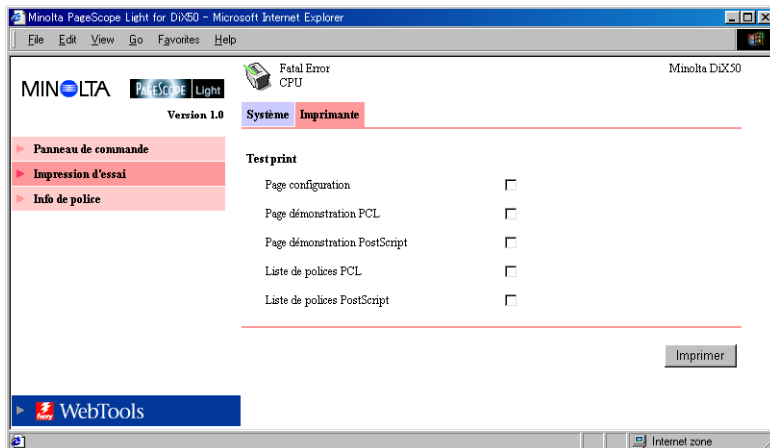 Minolta PageScope Light for DiX50 - Microsoft Internet Explorer
File Edit View Go Favorites Help
MINOLTA PAGESCOPE Light
Version 1.0
Fatal Error
CPU
Minolta DiX50
Système Imprimante
Panneau de commande
Impression d'essai
Info de police
Test print
Page configuration
Page démonstration PCL
Page démonstration PostScript
Liste de polices PCL
Liste de polices PostScript
Imprimer
fiery WebTools
Internet zone